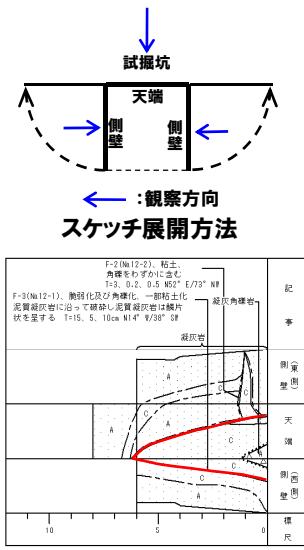 試掘坑
天端
側壁
側壁
：観察方向
スケッチ展開方法
F-2(No12-2)、粘土、
角礫をわずかに含む
T=3、0.2、0.5 N52° E/73° NW
F-3(No12-1)、脆弱化及び角礫化、一部粘土化
泥質凝灰岩に沿って破砕し泥質凝灰岩は鱗片
状を呈する T=15、5、10cm N14° W/38° SW
凝灰角礫岩
凝灰岩
記事
側壁(東側)
天端
側壁(西側)
標尺
A
C
A
C
C
C
A
10
5
0